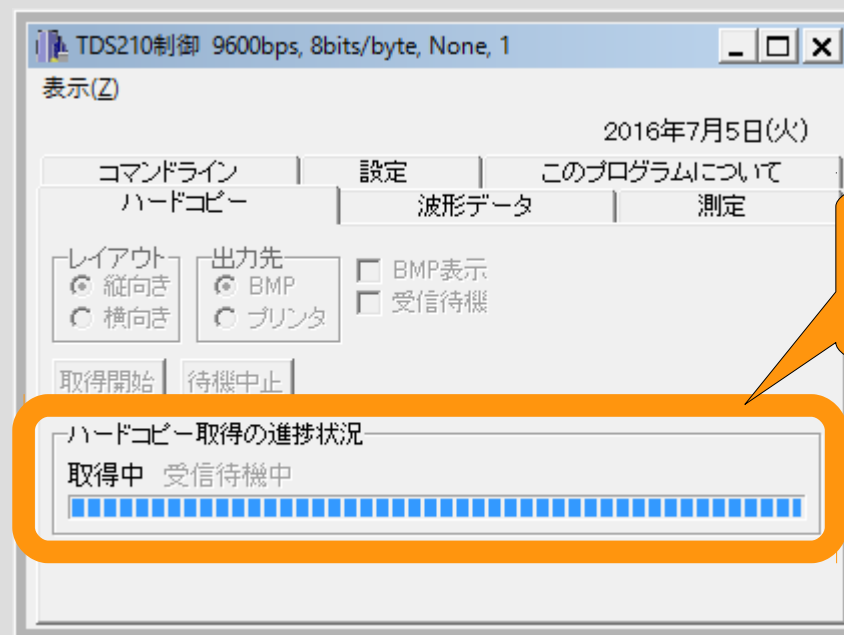 TDS210制御 9600bps, 8bits/byte, None, 1
表示(Z)
2016年7月5日(火)
コマンドライン 設定 このプログラムについて
ハードコピー 波形データ 測定
レイアウト 出力先
縦向き BMP BMP表示
横向き プリンタ 受信待機
取得開始 待機中止
ハードコピー取得の進捗状況
取得中 受信待機中